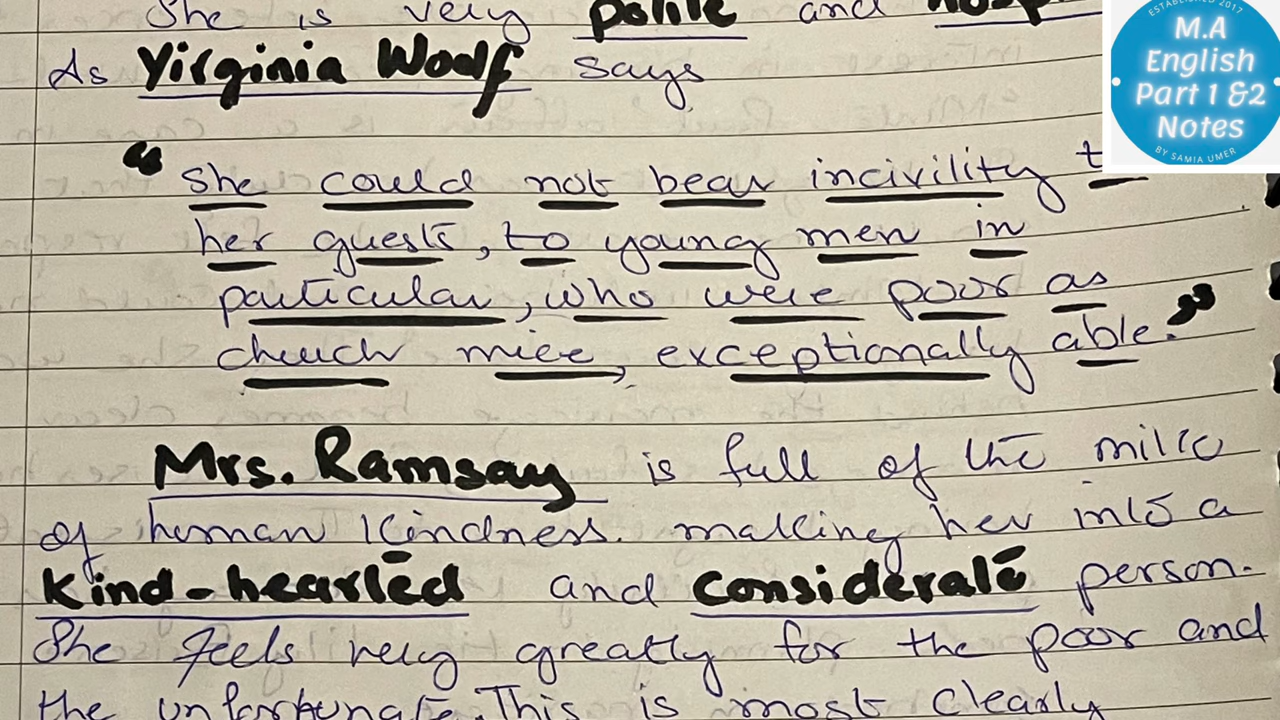 She is very polite and
As Virginia Woolf says
"She could not bear incivility
her guests, to young men in
particular, who were poor as
church mice, exceptionally able."
Mrs. Ramsay is full of the milk
of human kindness. making her into a
kind-hearted and considerate person.
She feels very greatly for the poor and
the unfortunate. This is most clearly
ESTABLISHED 2017
M.A
English
Part 1 &2
Notes
BY SAMIA UMER